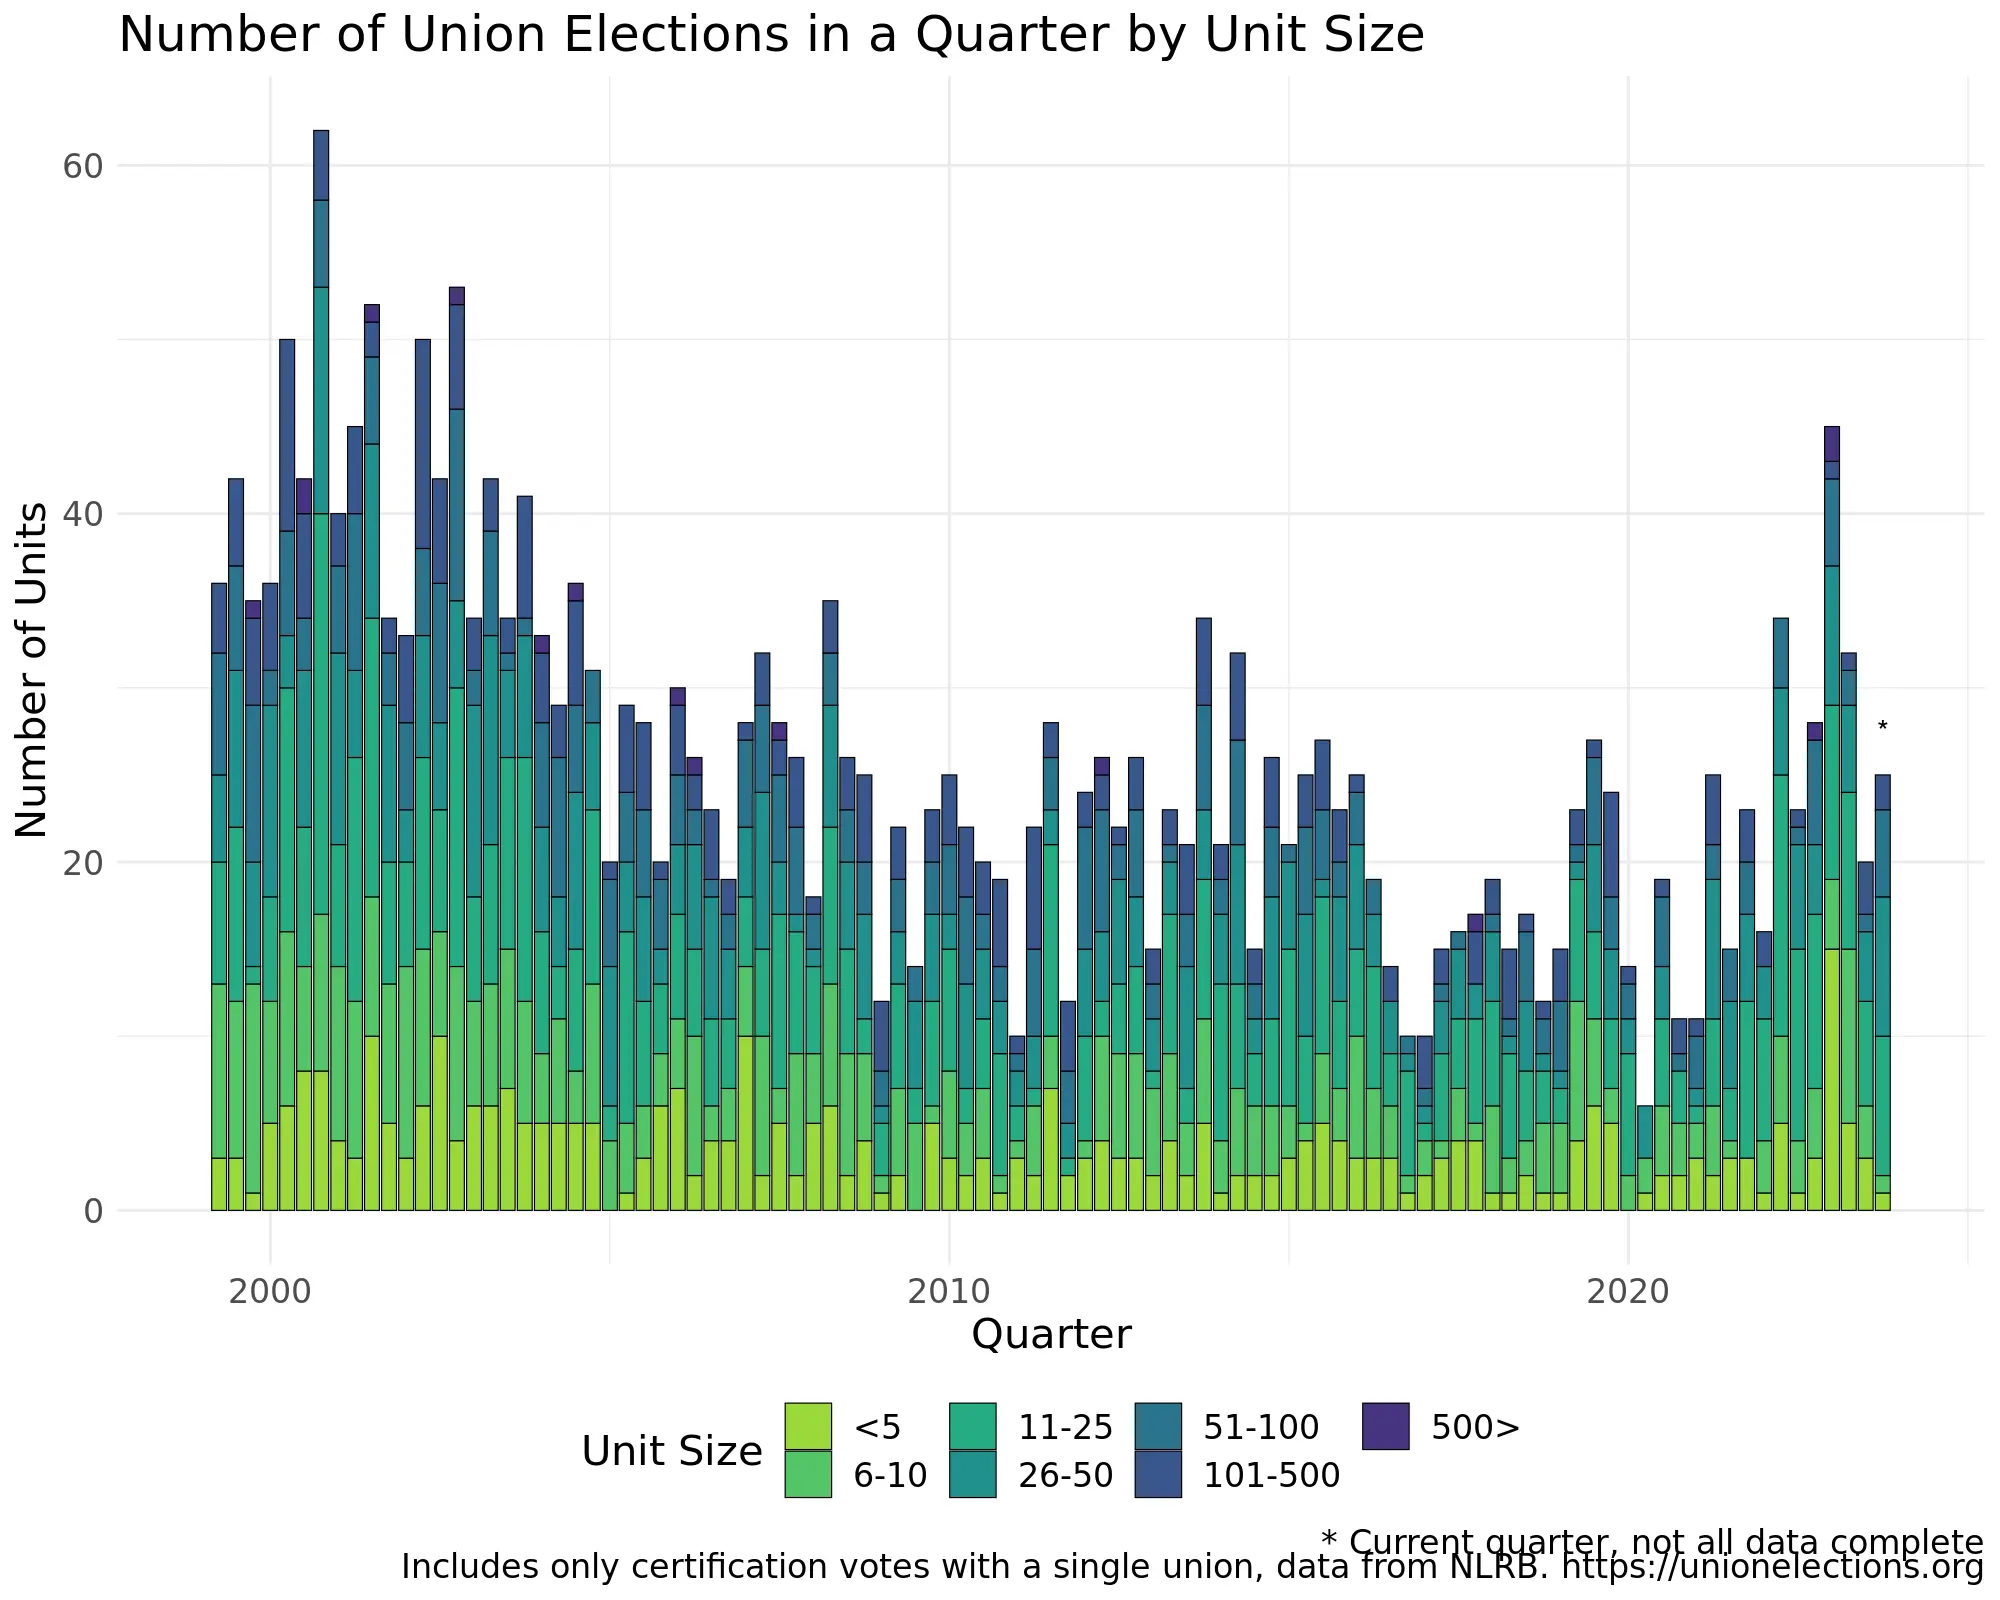 Number of Union Elections in a Quarter by Unit Size
Number of Units
60
40
20
0
*
2000
2010
2020
Quarter
Unit Size
<5
11-25
51-100
500>
6-10
26-50
101-500
* Current quarter, not all data complete
Includes only certification votes with a single union, data from NLRB. https://unionelections.org